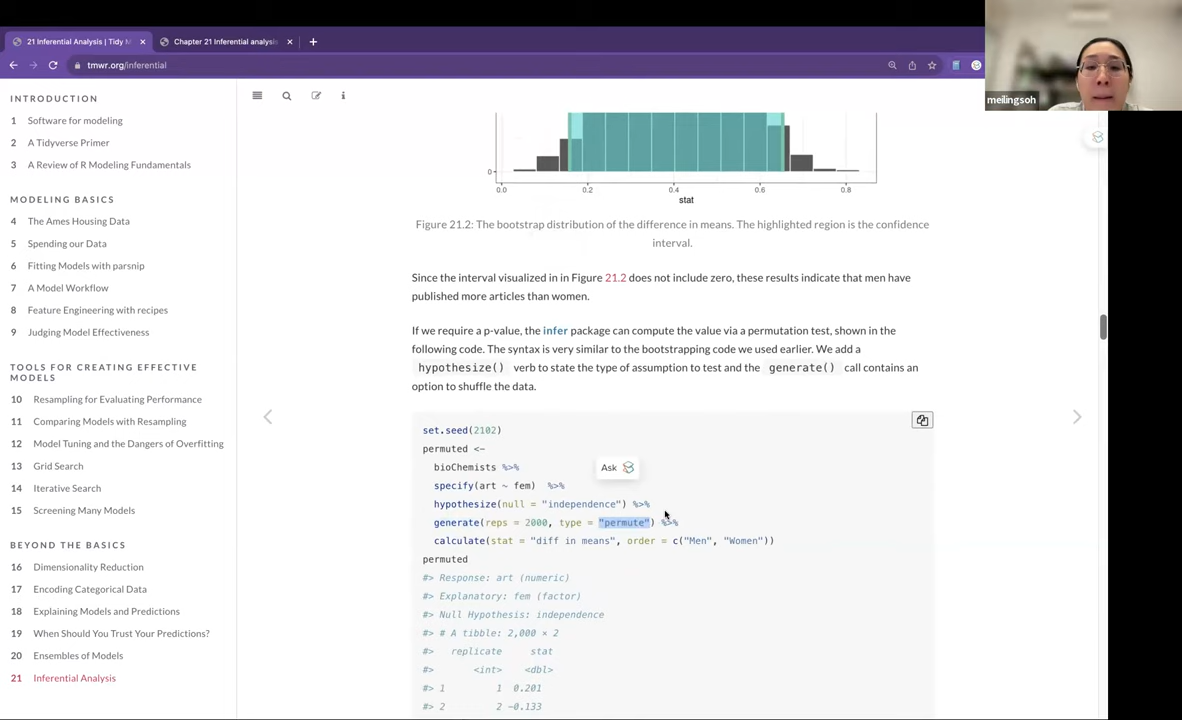 21 Inferential Analysis | Tidy M
Chapter 21 Inferential analysis
tmwr.org/inferential
meilingsoh
INTRODUCTION
1 Software for modeling
2 A Tidyverse Primer
3 A Review of R Modeling Fundamentals
MODELING BASICS
4 The Ames Housing Data
5 Spending our Data
6 Fitting Models with parsnip
7 A Model Workflow
8 Feature Engineering with recipes
9 Judging Model Effectiveness
TOOLS FOR CREATING EFFECTIVE
MODELS
10 Resampling for Evaluating Performance
11 Comparing Models with Resampling
12 Model Tuning and the Dangers of Overfitting
13 Grid Search
14 Iterative Search
15 Screening Many Models
BEYOND THE BASICS
16 Dimensionality Reduction
17 Encoding Categorical Data
18 Explaining Models and Predictions
19 When Should You Trust Your Predictions?
20 Ensembles of Models
21 Inferential Analysis
0
0.0 0.2 0.4 0.6 0.8
stat
Figure 21.2: The bootstrap distribution of the difference in means. The highlighted region is the confidence
interval.
Since the interval visualized in in Figure 21.2 does not include zero, these results indicate that men have
published more articles than women.
If we require a p-value, the infer package can compute the value via a permutation test, shown in the
following code. The syntax is very similar to the bootstrapping code we used earlier. We add a
hypothesize() verb to state the type of assumption to test and the generate() call contains an
option to shuffle the data.
set.seed(2102)
permuted <-
bioChemists %>%
Ask
specify(art ~ fem) %>%
hypothesize(null = "independence") %>%
generate(reps = 2000, type = "permute") %>%
calculate(stat = "diff in means", order = c("Men", "Women"))
permuted
#> Response: art (numeric)
#> Explanatory: fem (factor)
#> Null Hypothesis: independence
#> # A tibble: 2,000 × 2
#> replicate stat
#> <int> <dbl>
#> 1 1 0.201
#> 2 2 -0.133